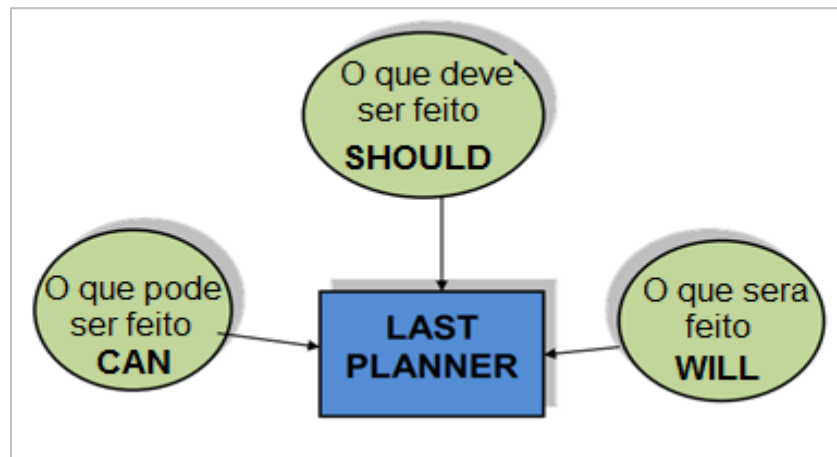 O que deve
ser feito
SHOULD
O que pode
ser feito
CAN
LAST
PLANNER
O que sera
feito
WILL